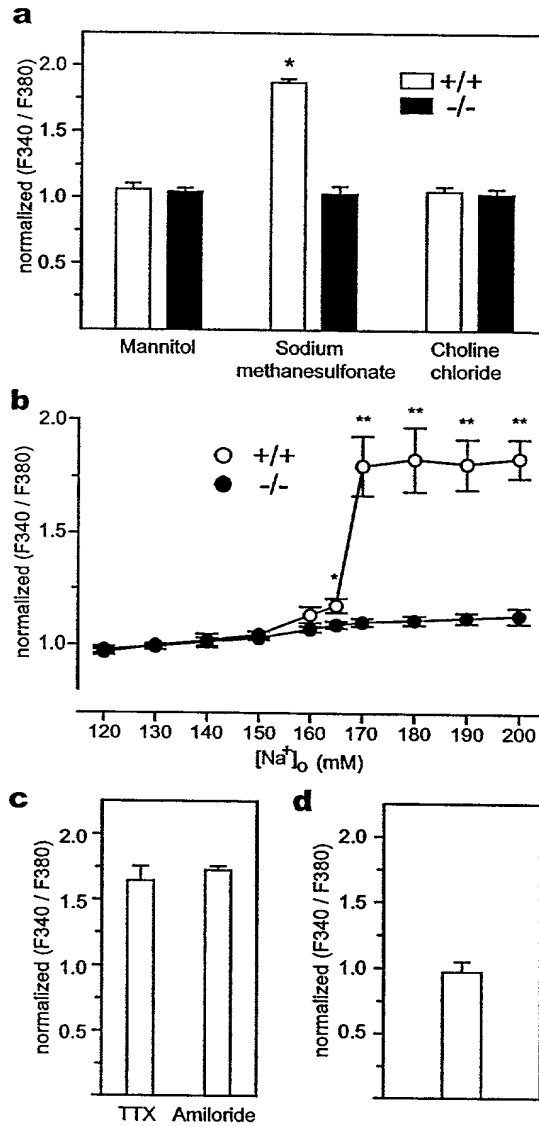 a
normalized (F340 / F380)
2.0
1.5
1.0
0.5
*
+/+
-/-
Mannitol
Sodium
methanesulfonate
Choline
chloride
b
normalized (F340 / F380)
2.0
1.5
1.0
+/+
-/-
*
**
**
**
**
120 130 140 150 160 170 180 190 200
[Na+]o (mM)
c
normalized (F340 / F380)
2.0
1.5
1.0
0.5
TTX Amiloride
d
normalized (F340 / F380)
2.0
1.5
1.0
0.5